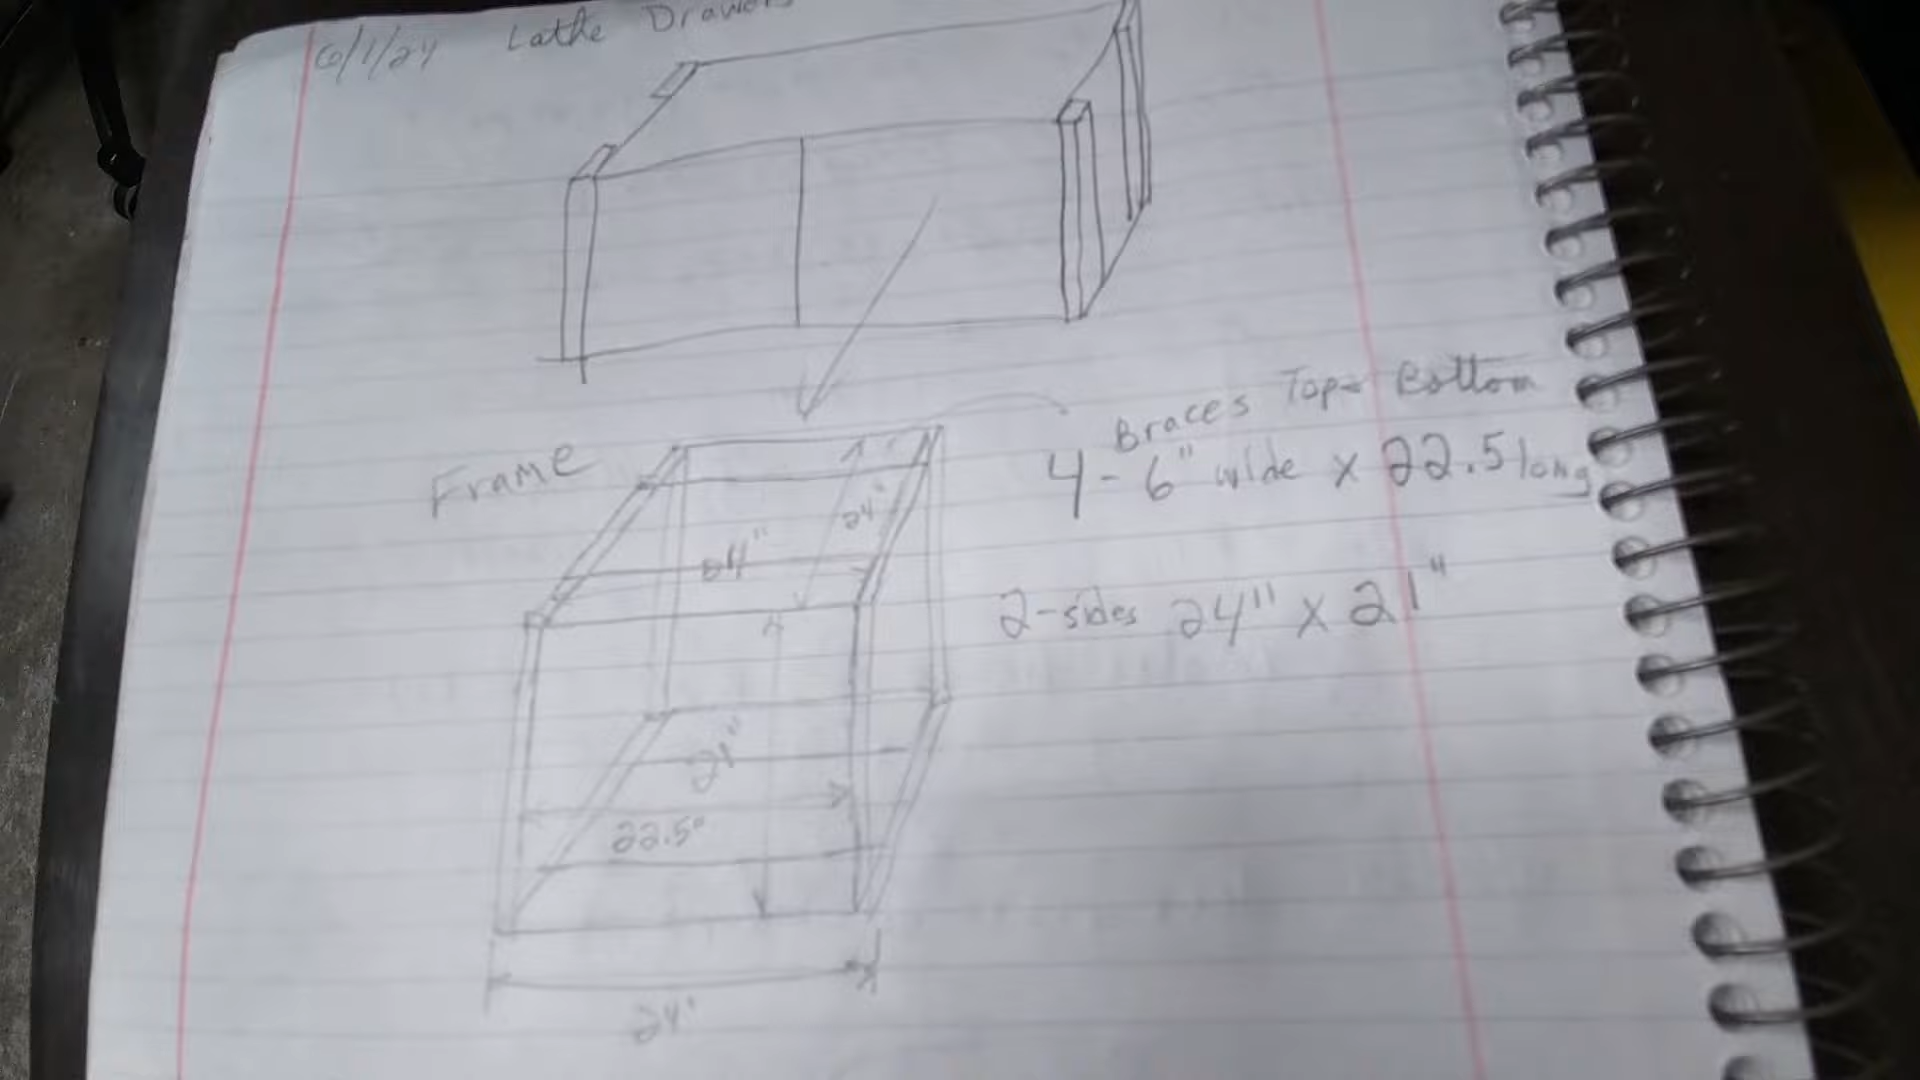 6/1/24 Lathe Drawers
Braces Top + Bottom
Frame
4 - 6" wide x 22.5 long
24"
24"
2-sides 24" x 21"
21"
22.5"
24"